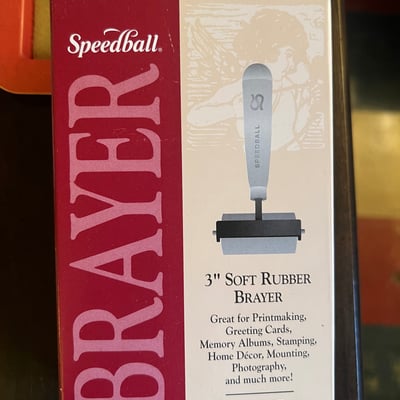 Speedball®
BRAYER
SPEEDBALL
3" SOFT RUBBER
BRAYER
Great for Printmaking,
Greeting Cards,
Memory Albums, Stamping,
Home Décor, Mounting,
Photography,
and much more!